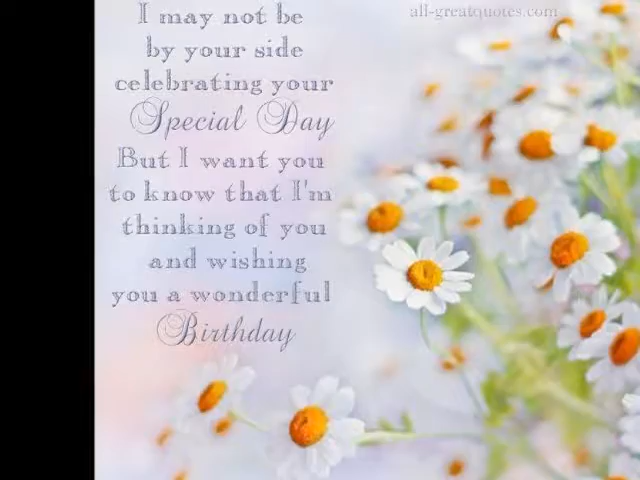 all-greatquotes.com
I may not be
by your side
celebrating your
Special Day
But I want you
to know that I'm
thinking of you
and wishing
you a wonderful
Birthday